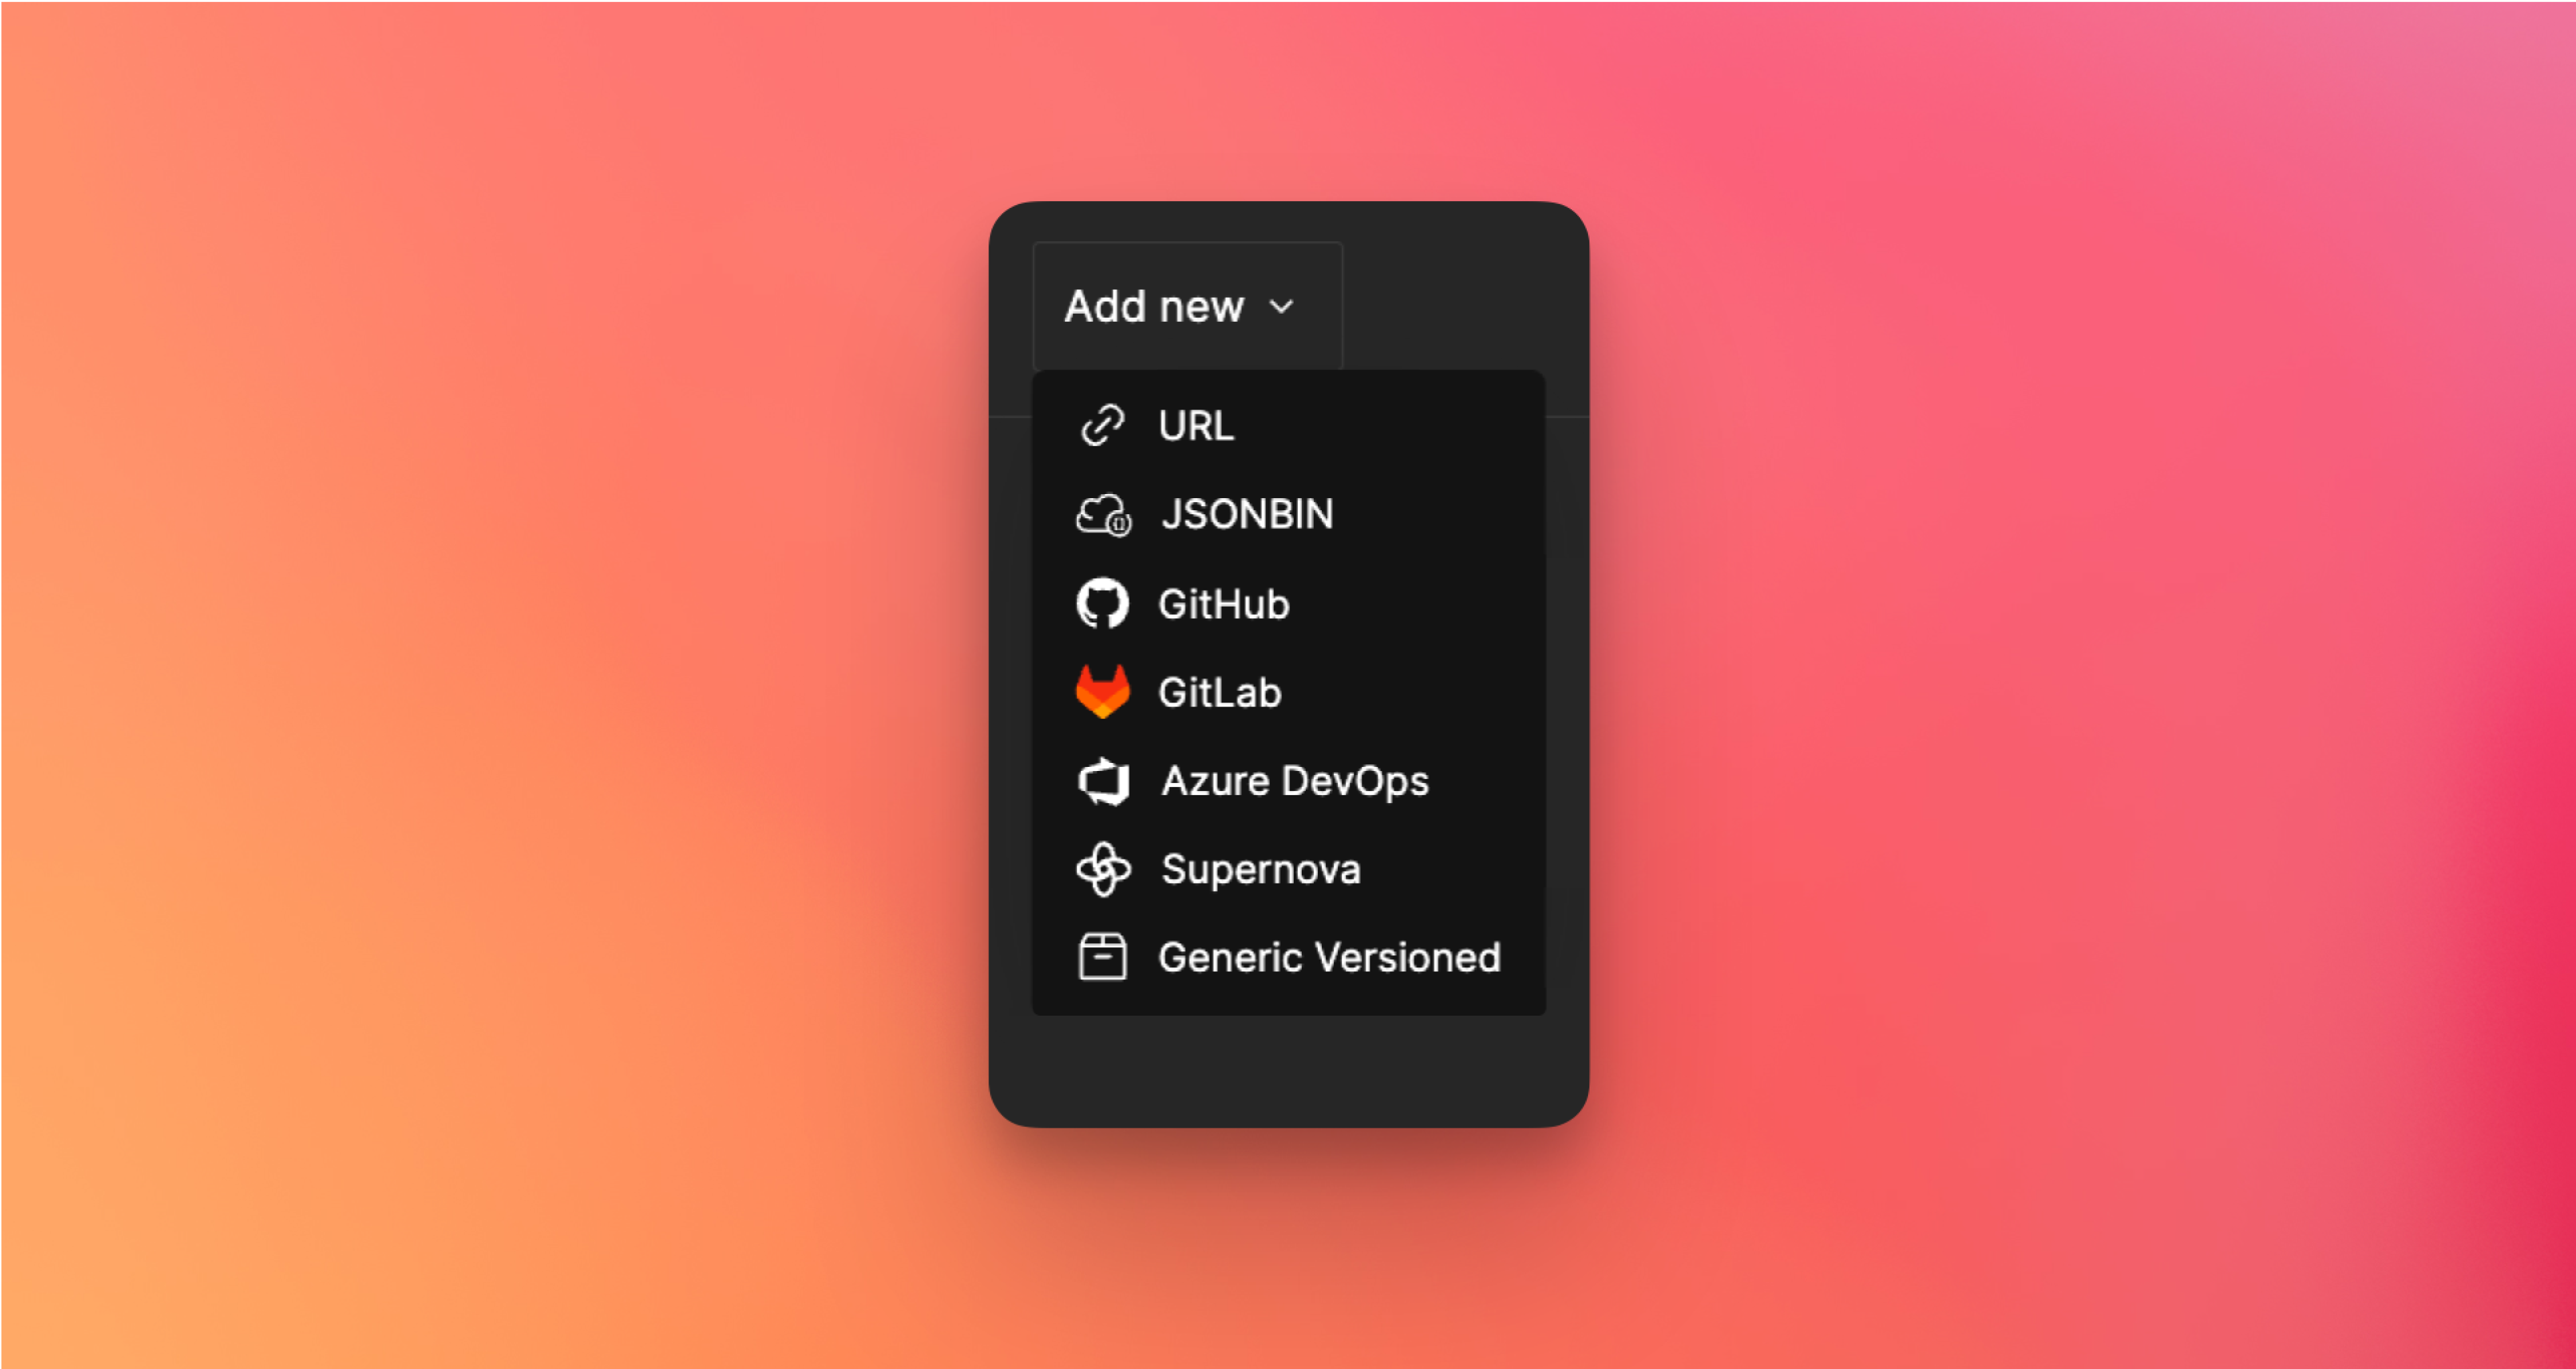 Add new
URL
JSONBIN
GitHub
GitLab
Azure DevOps
Supernova
Generic Versioned